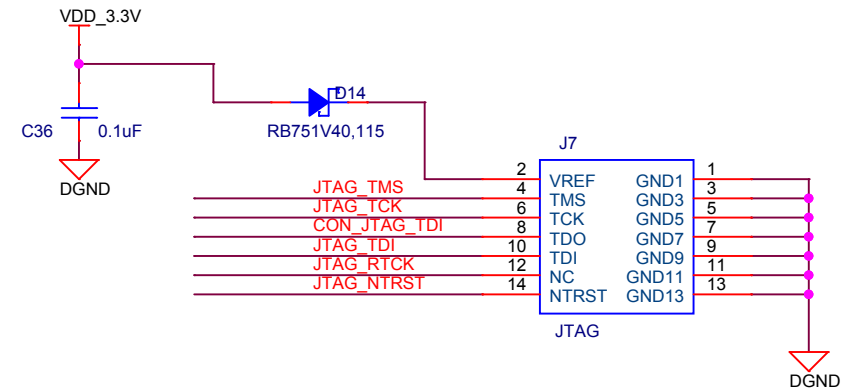 VDD_3.3V
D14
C36 0.1uF
RB751V40,115
DGND
J7
2 VREF GND1 1
JTAG_TMS 4 TMS GND3 3
JTAG_TCK 6 TCK GND5 5
CON_JTAG_TDI 8 TDO GND7 7
JTAG_TDI 10 TDI GND9 9
JTAG_RTCK 12 NC GND11 11
JTAG_NTRST 14 NTRST GND13 13
JTAG
DGND